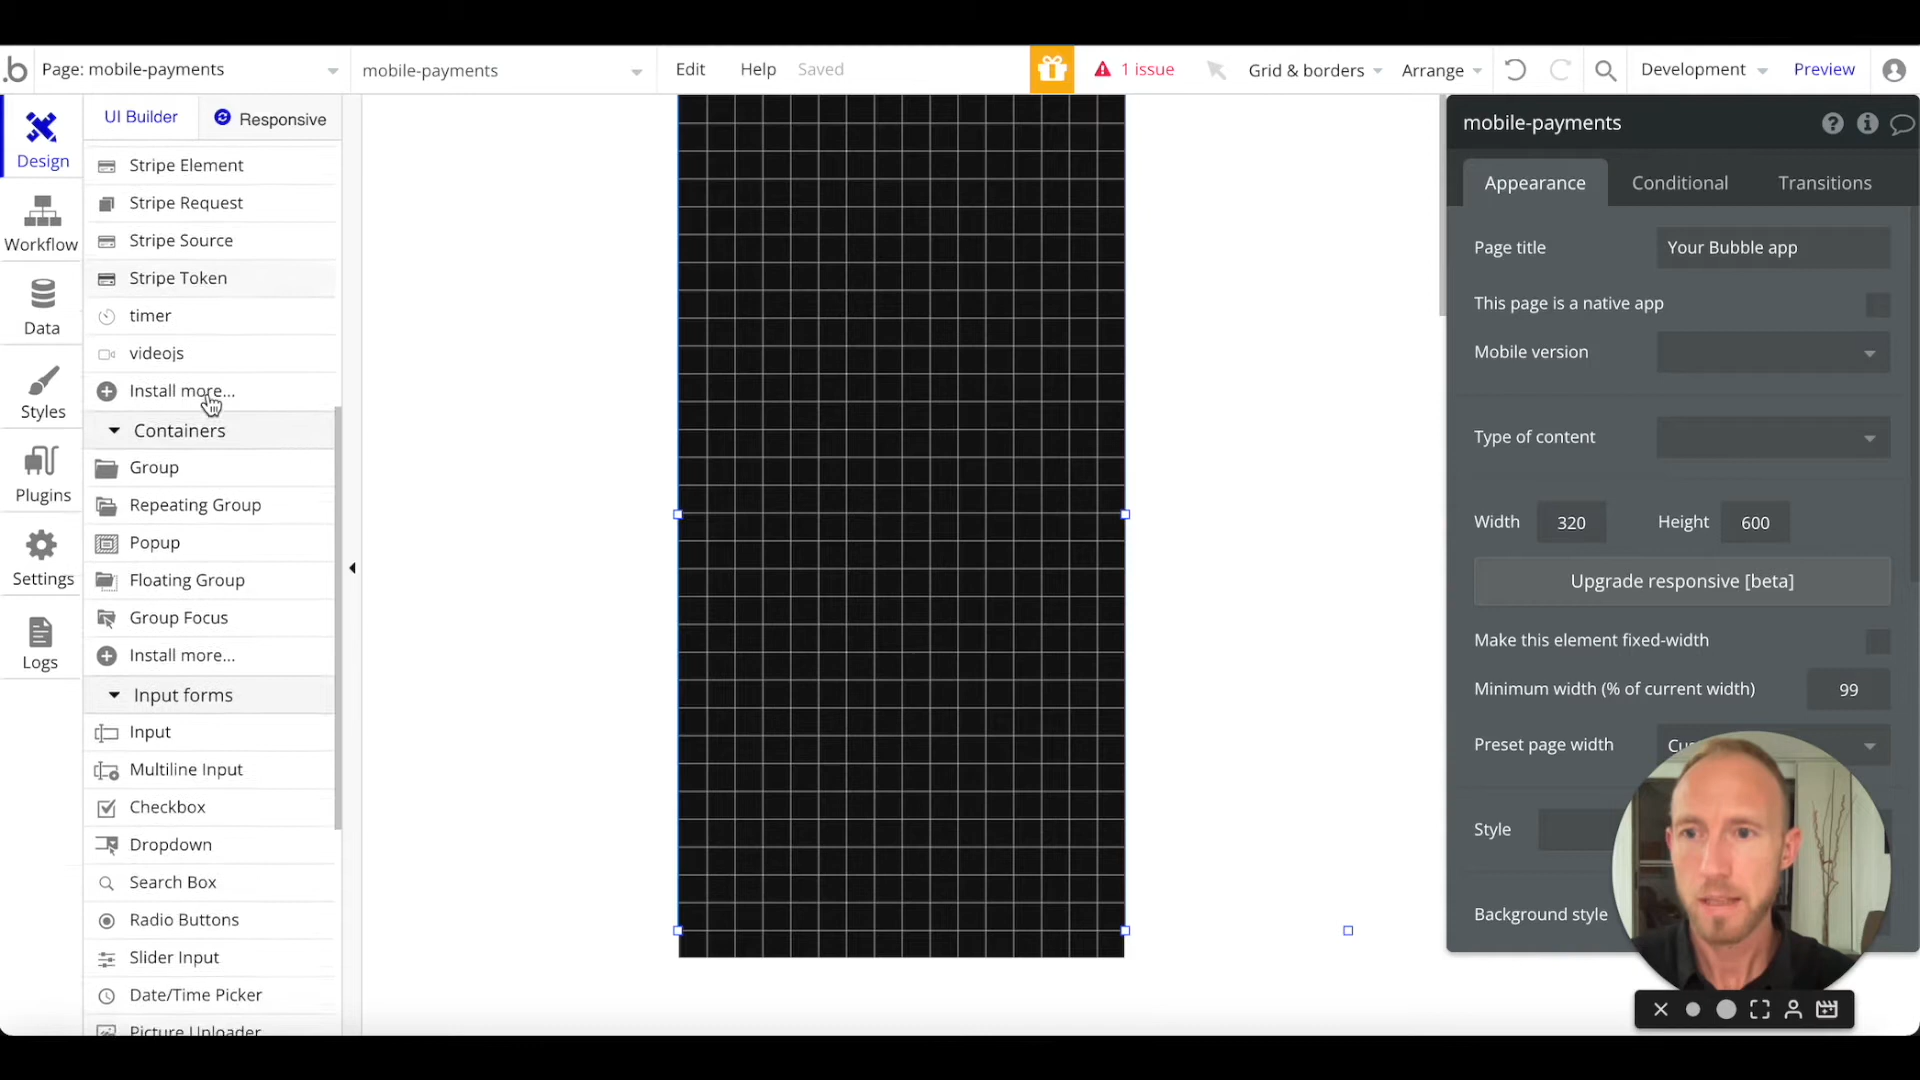 .b Page: mobile-payments mobile-payments Edit Help Saved 1 issue Grid & borders Arrange Development Preview
UI Builder Responsive
Design
Workflow
Data
Styles
Plugins
Settings
Logs
Stripe Element
Stripe Request
Stripe Source
Stripe Token
timer
videojs
Install more...
Containers
Group
Repeating Group
Popup
Floating Group
Group Focus
Install more...
Input forms
Input
Multiline Input
Checkbox
Dropdown
Search Box
Radio Buttons
Slider Input
Date/Time Picker
Picture Uploader
mobile-payments
Appearance Conditional Transitions
Page title Your Bubble app
This page is a native app
Mobile version
Type of content
Width 320 Height 600
Upgrade responsive [beta]
Make this element fixed-width
Minimum width (% of current width) 99
Preset page width
Style
Background style